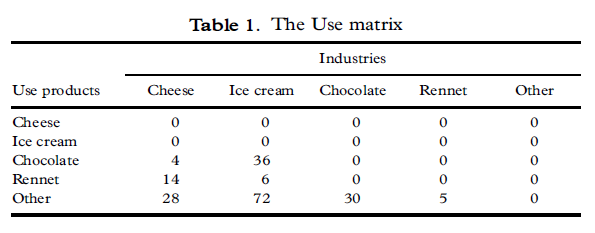 Table 1. The Use matrix
Industries
Use products Cheese Ice cream Chocolate Rennet Other
Cheese 0 0 0 0 0
Ice cream 0 0 0 0 0
Chocolate 4 36 0 0 0
Rennet 14 6 0 0 0
Other 28 72 30 5 0